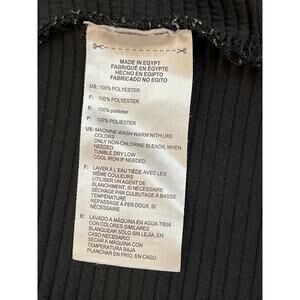 MADE IN EGYPT
FABRIQUÉ EN ÉGYPTE
HECHO EN EGIPTO
FABRICADO NO EGITO
US: 100% POLYESTER
F: 100% POLYESTER
E: 100% POLIÉSTER
P: 100% POLIÉSTER
US: MACHINE WASH WARM WITH LIKE
COLORS
ONLY NON-CHLORINE BLEACH, WHEN
NEEDED
TUMBLE DRY LOW
COOL IRON IF NEEDED
F: LAVER À L'EAU TIÈDE AVEC LES
MÊME COULEURS
UTILISER UN AGENT DE
BLANCHIMENT, SI NÉCESSAIRE
SÉCHAGE PAR CULBUTAGE À BASSE
TEMPÉRATURE
REPASSAGE À FER DOUX, SI
NÉCESSAIRE
E: LAVADO A MÁQUINA EN AGUA TIBIA
CON COLORES SIMILARES
BLANQUEAR SÓLO SIN LEJÍA, EN
CASO NECESARIO
SECAR A MÁQUINA CON
TEMPERATURA BAJA
PLANCHAR EN FRÍO, EN CASO